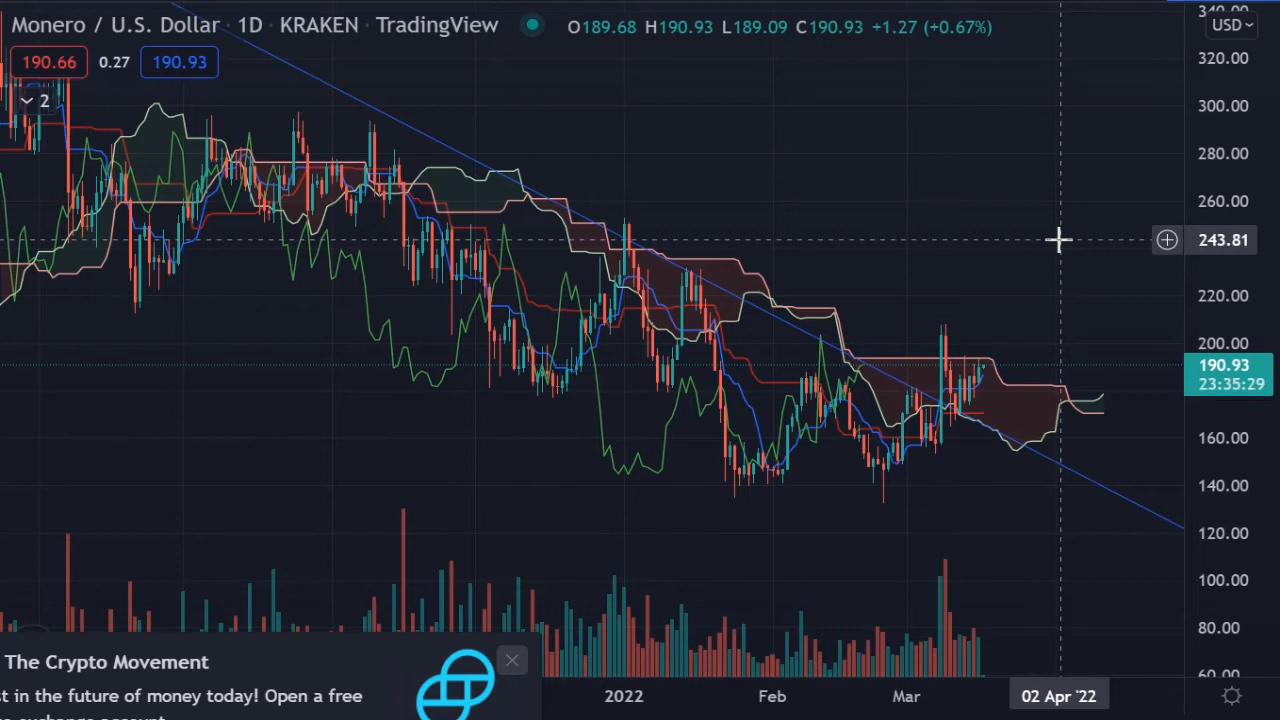 Monero / U.S. Dollar · 1D · KRAKEN · TradingView
O189.68 H190.93 L189.09 C190.93 +1.27 (+0.67%)
USD
190.66 0.27 190.93
2
340.00
320.00
300.00
280.00
260.00
243.81
220.00
200.00
190.93
23:35:29
160.00
140.00
120.00
100.00
80.00
60.00
The Crypto Movement
st in the future of money today! Open a free
2022 Feb Mar 02 Apr '22